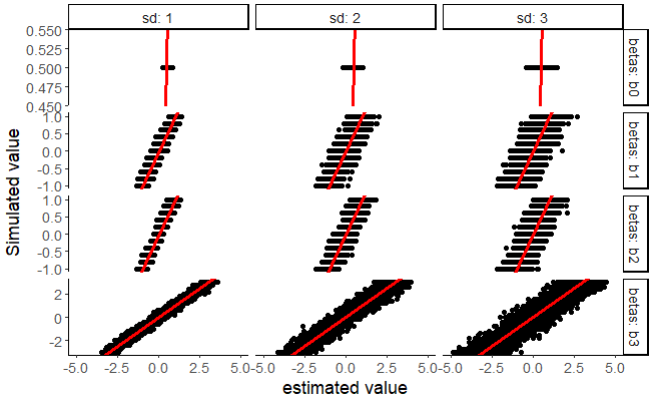 sd: 1 sd: 2 sd: 3
0.550
0.525
0.500
0.475
0.450
betas: b0
1.0
0.5
0.0
-0.5
-1.0
betas: b1
1.0
0.5
0.0
-0.5
-1.0
betas: b2
2
0
-2
betas: b3
Simulated value
-5.0 -2.5 0.0 2.5 5.0 -5.0 -2.5 0.0 2.5 5.0 -5.0 -2.5 0.0 2.5 5.0
estimated value